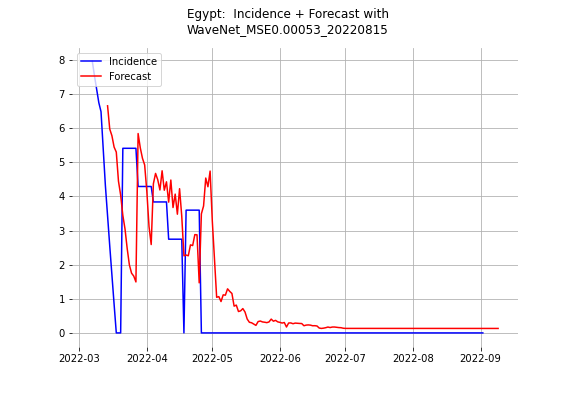 Egypt:  Incidence + Forecast with
WaveNet_MSE0.00053_20220815
Incidence
Forecast
8
7
6
5
4
3
2
1
0
2022-03 2022-04 2022-05 2022-06 2022-07 2022-08 2022-09